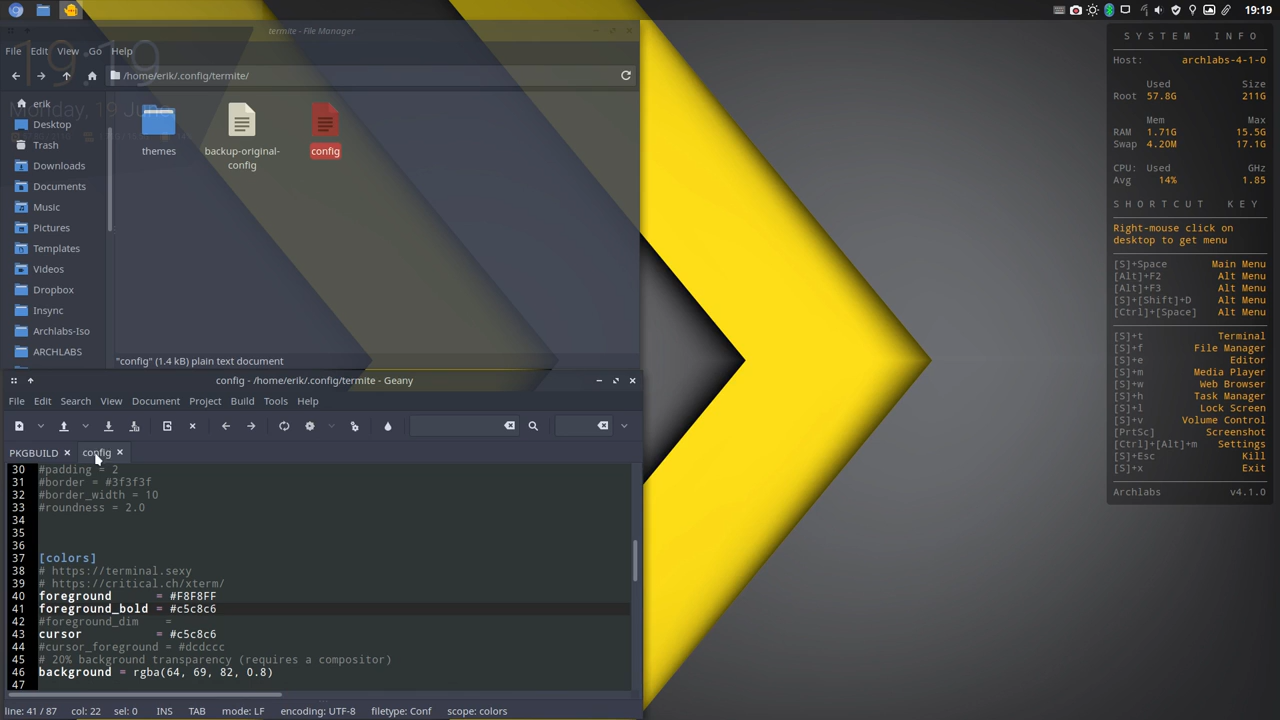 19:19
termite - File Manager
File Edit View Go Help
19:19
/home/erik/.config/termite/
Monday, 19 June
erik
Desktop
Trash
Downloads
Documents
Music
Pictures
Templates
Videos
Dropbox
Insync
Archlabs-Iso
ARCHLABS
themes
backup-original-
config
config
"config" (1.4 kB) plain text document
config - /home/erik/.config/termite - Geany
File Edit Search View Document Project Build Tools Help
PKGBUILD config
30 #padding = 2
31 #border = #3f3f3f
32 #border_width = 10
33 #roundness = 2.0
34
35
36
37 [colors]
38 # https://terminal.sexy
39 # https://critical.ch/xterm/
40 foreground = #F8F8FF
41 foreground_bold = #c5c8c6
42 #foreground_dim =
43 cursor = #c5c8c6
44 #cursor_foreground = #dcdccc
45 # 20% background transparency (requires a compositor)
46 background = rgba(64, 69, 82, 0.8)
47
line: 41 / 87 col: 22 sel: 0 INS TAB mode: LF encoding: UTF-8 filetype: Conf scope: colors
SYSTEM INFO
Host: archlabs-4-1-0
Used Size
Root 57.8G 211G
Mem Max
RAM 1.71G 15.5G
Swap 4.20M 17.1G
CPU: Used GHz
Avg 14% 1.85
SHORTCUT KEY
Right-mouse click on
desktop to get menu
[S]+Space Main Menu
[Alt]+F2 Alt Menu
[Alt]+F3 Alt Menu
[S]+[Shift]+D Alt Menu
[Ctrl]+[Space] Alt Menu
[S]+t Terminal
[S]+f File Manager
[S]+e Editor
[S]+m Media Player
[S]+w Web Browser
[S]+h Task Manager
[S]+l Lock Screen
[S]+v Volume Control
[PrtSc] Screenshot
[Ctrl]+[Alt]+m Settings
[S]+Esc Kill
[S]+x Exit
Archlabs v4.1.0